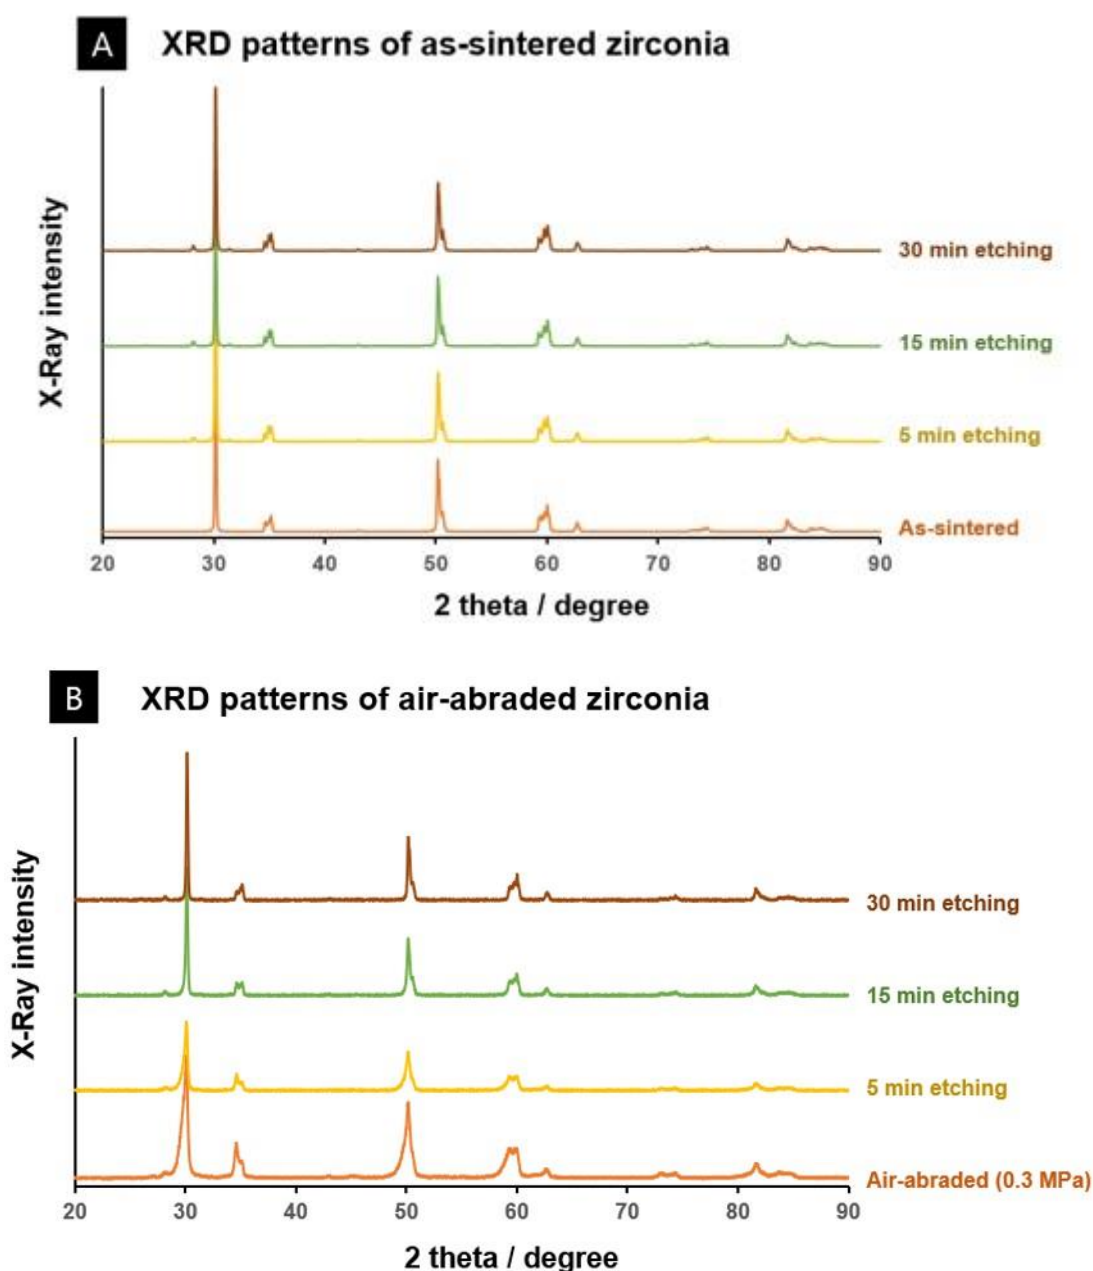 A XRD patterns of as-sintered zirconia
X-Ray intensity
30 min etching
15 min etching
5 min etching
As-sintered
20 30 40 50 60 70 80 90
2 theta / degree
B XRD patterns of air-abraded zirconia
X-Ray intensity
30 min etching
15 min etching
5 min etching
Air-abraded (0.3 MPa)
20 30 40 50 60 70 80 90
2 theta / degree